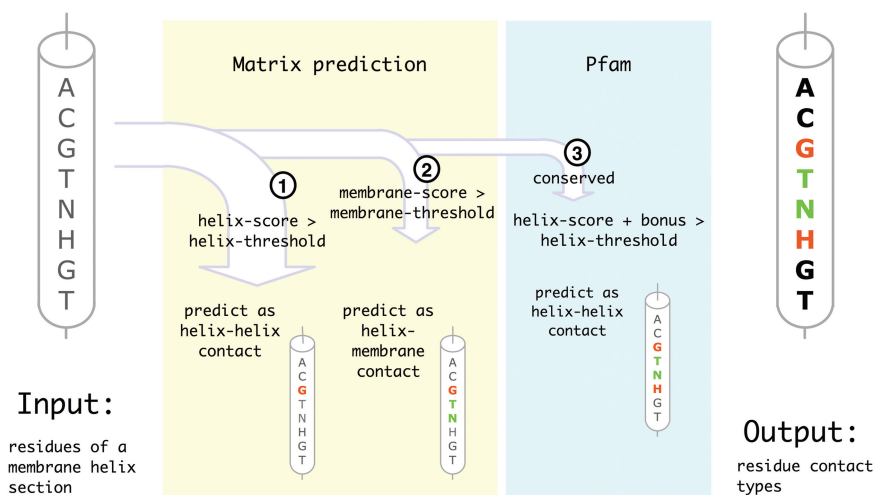 A
C
G
T
N
H
G
T
Input:
residues of a
membrane helix
section
Matrix prediction
1
helix-score >
helix-threshold
predict as
helix-helix
contact
A
C
G
T
N
H
G
T
2
membrane-score >
membrane-threshold
predict as
helix-
membrane
contact
A
C
G
T
N
H
G
T
Pfam
3
conserved
helix-score + bonus >
helix-threshold
predict as
helix-helix
contact
A
C
G
T
N
H
G
T
A
C
G
T
N
H
G
T
Output:
residue contact
types